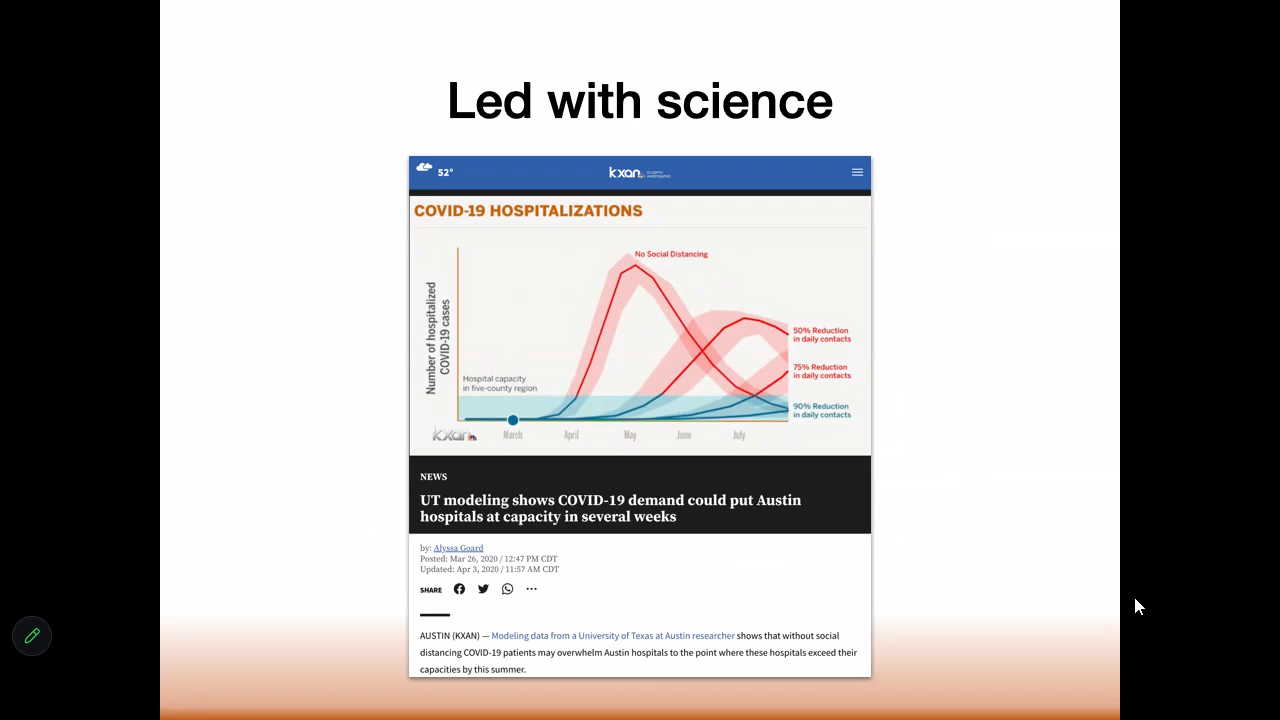 Led with science
52°
kxan
COVID-19 HOSPITALIZATIONS
No Social Distancing
Number of hospitalized
COVID-19 cases
50% Reduction
in daily contacts
75% Reduction
in daily contacts
Hospital capacity
in five-county region
90% Reduction
in daily contacts
kxan
March April May June July
NEWS
UT modeling shows COVID-19 demand could put Austin
hospitals at capacity in several weeks
by: Alyssa Goard
Posted: Mar 26, 2020 / 12:47 PM CDT
Updated: Apr 3, 2020 / 11:57 AM CDT
SHARE
AUSTIN (KXAN) — Modeling data from a University of Texas at Austin researcher shows that without social
distancing COVID-19 patients may overwhelm Austin hospitals to the point where these hospitals exceed their
capacities by this summer.